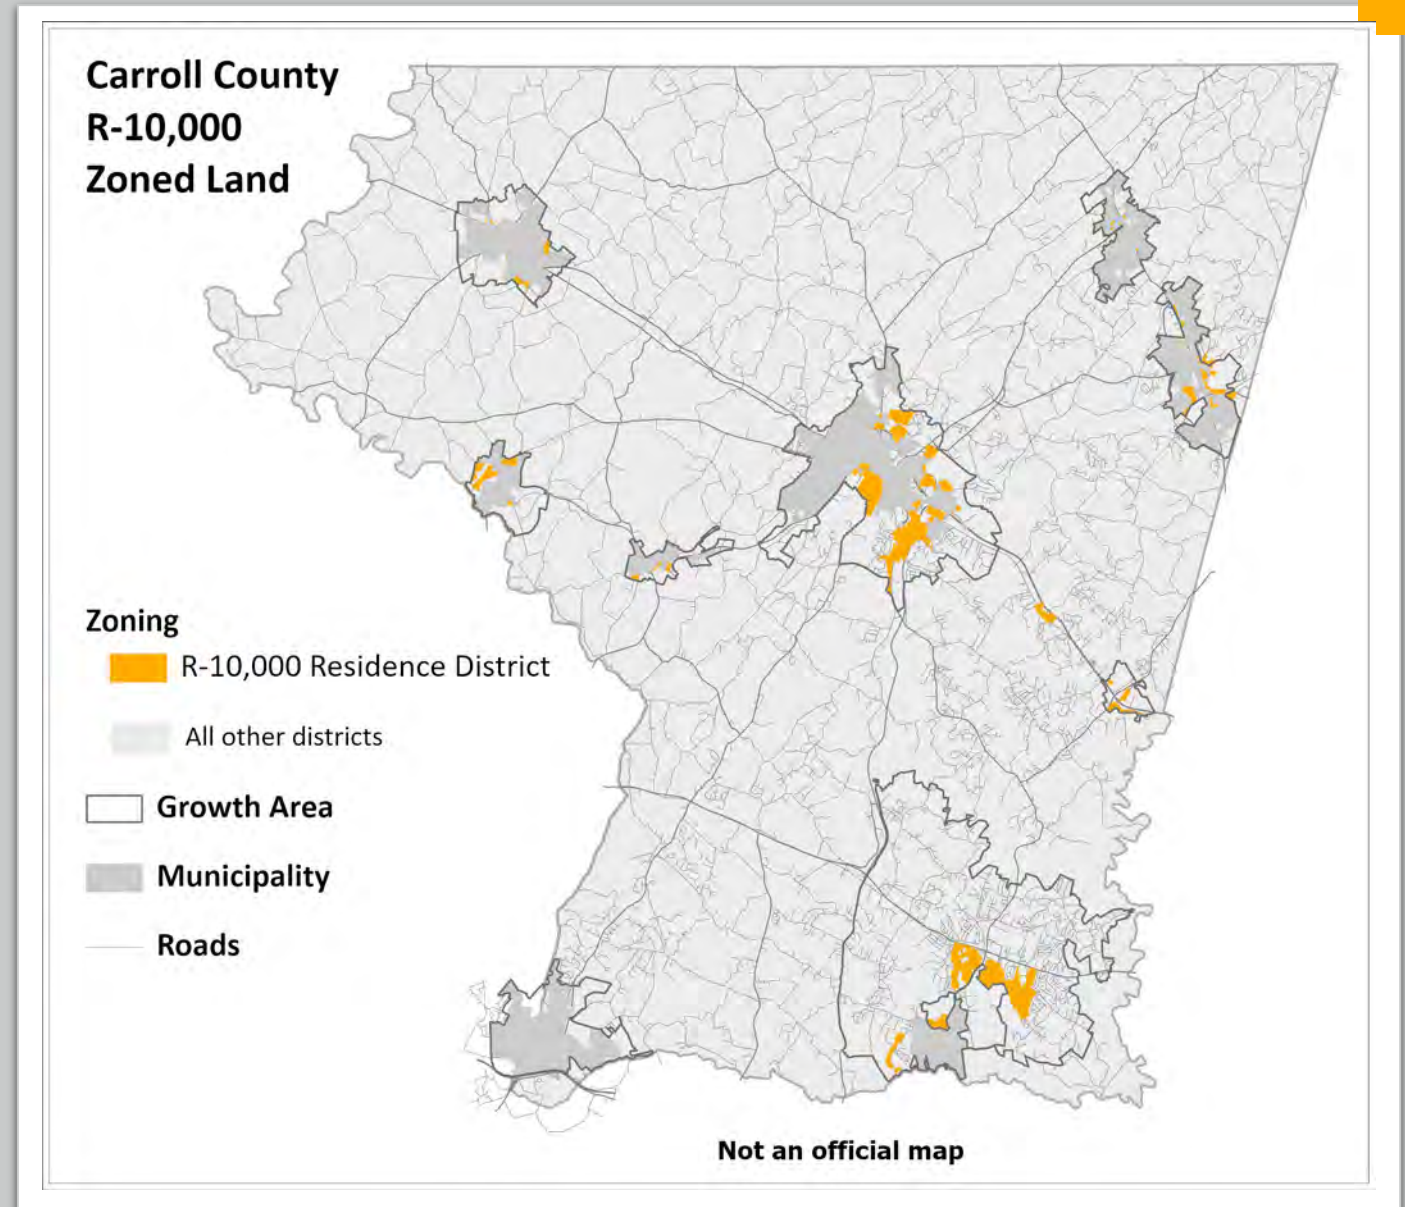 Carroll County
R-10,000
Zoned Land
Zoning
R-10,000 Residence District
All other districts
Growth Area
Municipality
Roads
Not an official map